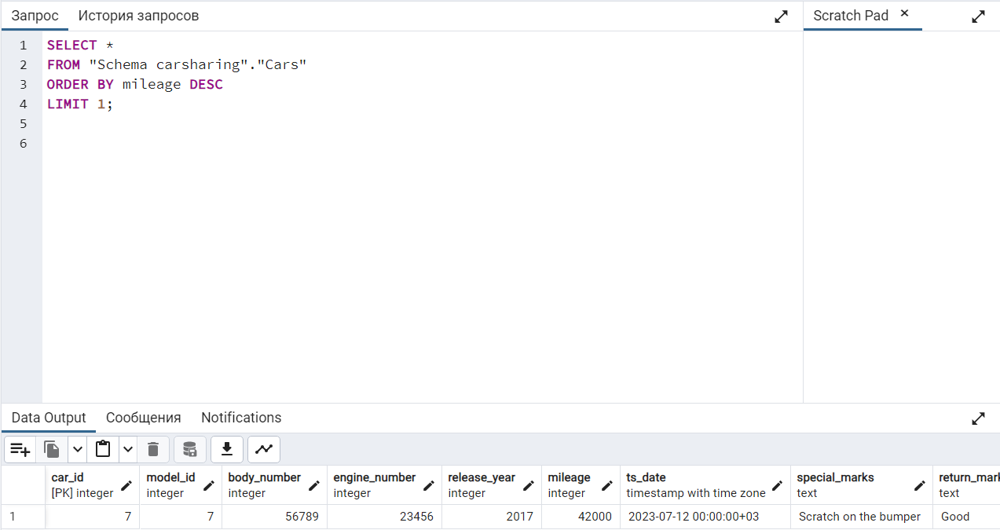 Запрос История запросов
Scratch Pad ×
1 SELECT *
2 FROM "Schema carsharing"."Cars"
3 ORDER BY mileage DESC
4 LIMIT 1;
5
6
Data Output Сообщения Notifications
car_id model_id body_number engine_number release_year mileage ts_date special_marks return_mark
[PK] integer integer integer integer integer integer timestamp with time zone text text
1 7 7 56789 23456 2017 42000 2023-07-12 00:00:00+03 Scratch on the bumper Good